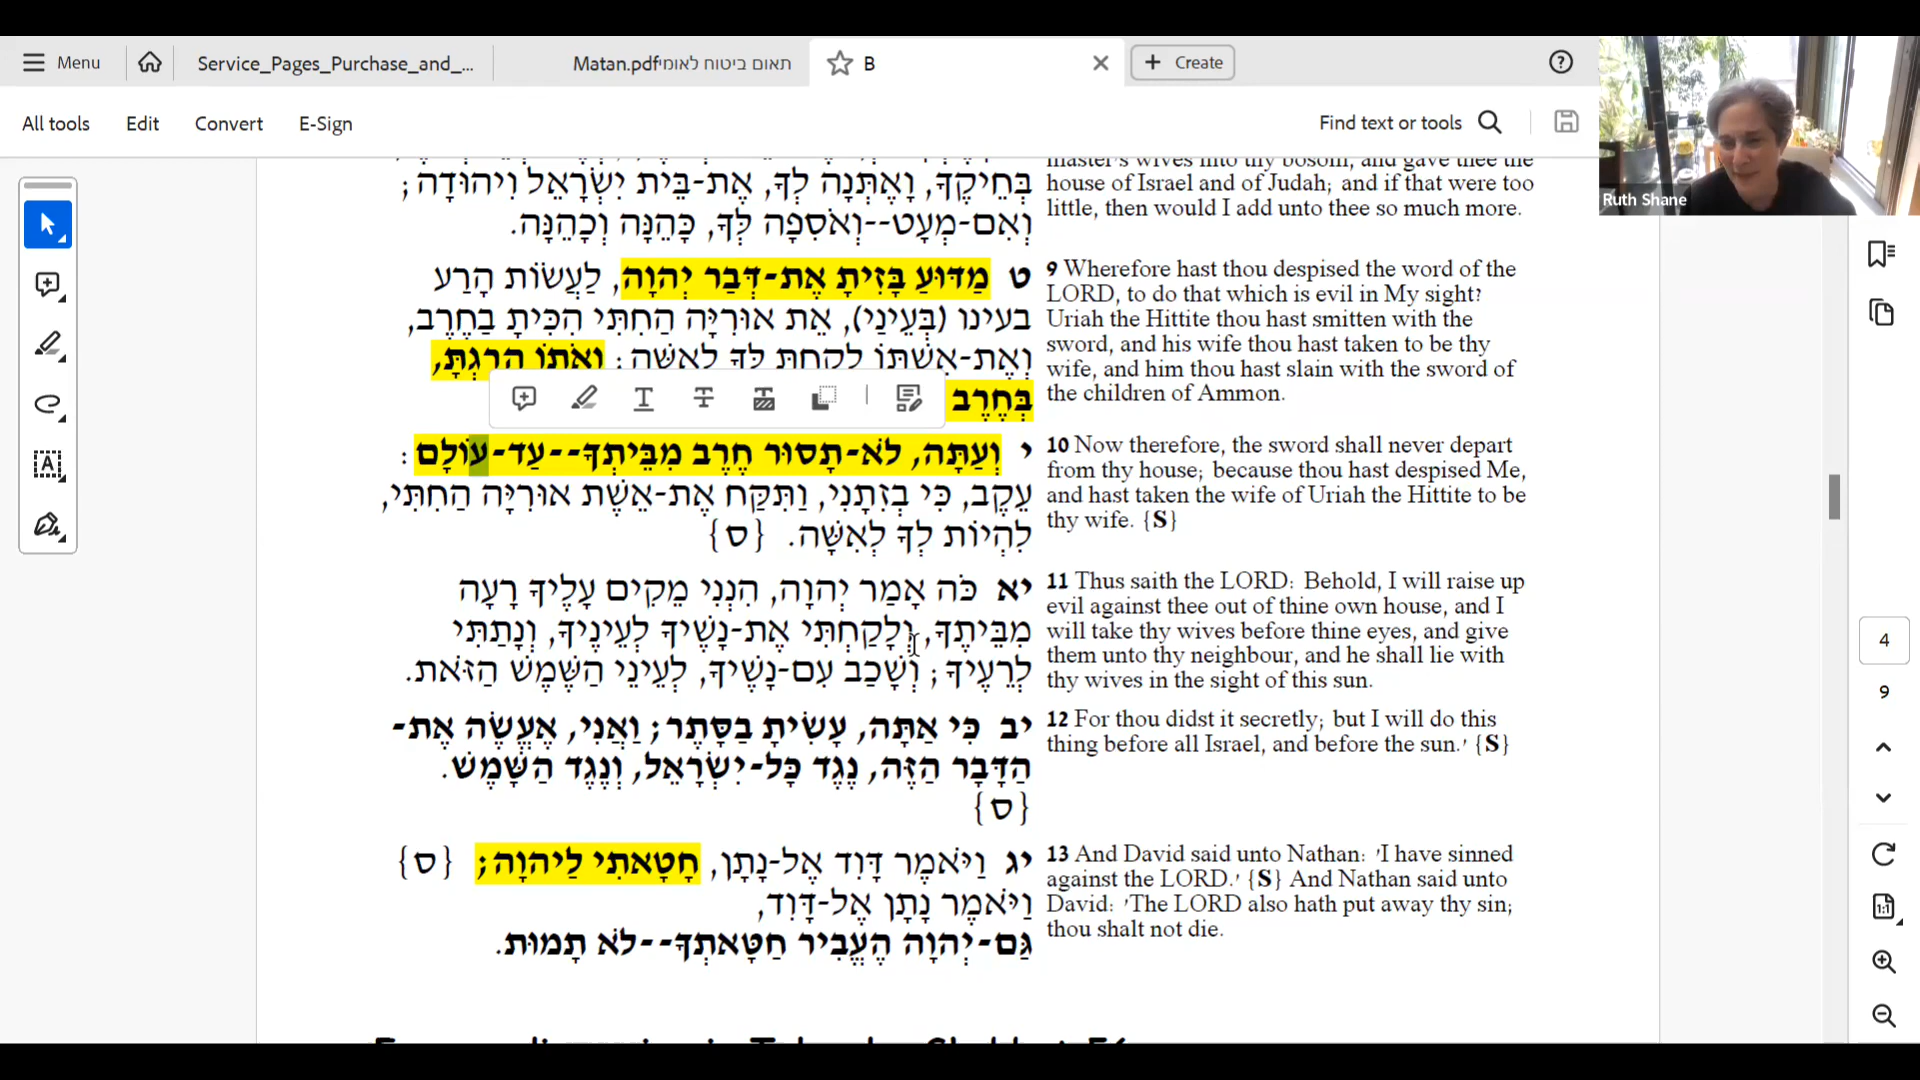 Menu
Service_Pages_Purchase_and_...
Matan.pdfתאום ביטוח לאומי
B
Create
All tools
Edit
Convert
E-Sign
Find text or tools
Ruth Shane
בְּחֵיקֶךָ, וָאֶתְּנָה לְךָ, אֶת-בֵּית יִשְׂרָאֵל וִיהוּדָה;
וְאִם-מְעָט--וְאֹסִפָה לְּךָ, כָּהֵנָּה וְכָהֵנָּה.
master's wives into thy bosom, and gave thee the
house of Israel and of Judah; and if that were too
little, then would I add unto thee so much more.
ט מַדּוּעַ בָּזִיתָ אֶת-דְּבַר יְהוָה, לַעֲשׂוֹת הָרַע
בעינו (בְּעֵינַי), אֵת אוּרִיָּה הַחִתִּי הִכִּיתָ בַחֶרֶב,
וְאֶת-אִשְׁתּוֹ לָקַחְתָּ לְּךָ לְאִשָּׁה: וְאֹתוֹ הָרַגְתָּ,
בְּחֶרֶב
9 Wherefore hast thou despised the word of the
LORD, to do that which is evil in My sight?
Uriah the Hittite thou hast smitten with the
sword, and his wife thou hast taken to be thy
wife, and him thou hast slain with the sword of
the children of Ammon.
י וְעַתָּה, לֹא-תָסוּר חֶרֶב מִבֵּיתְךָ--עַד-עוֹלָם:
עֵקֶב, כִּי בְזִתָנִי, וַתִּקַּח אֶת-אֵשֶׁת אוּרִיָּה הַחִתִּי,
לִהְיוֹת לְךָ לְאִשָּׁה. {ס}
10 Now therefore, the sword shall never depart
from thy house; because thou hast despised Me,
and hast taken the wife of Uriah the Hittite to be
thy wife. {S}
יא כֹּה אָמַר יְהוָה, הִנְנִי מֵקִים עָלֶיךָ רָעָה
מִבֵּיתֶךָ, וְלָקַחְתִּי אֶת-נָשֶׁיךָ לְעֵינֶיךָ, וְנָתַתִּי
לְרֵעֶיךָ; וְשָׁכַב עִם-נָשֶׁיךָ, לְעֵינֵי הַשֶּׁמֶשׁ הַזֹּאת.
11 Thus saith the LORD: Behold, I will raise up
evil against thee out of thine own house, and I
will take thy wives before thine eyes, and give
them unto thy neighbour, and he shall lie with
thy wives in the sight of this sun.
יב כִּי אַתָּה, עָשִׂיתָ בַסָּתֶר; וַאֲנִי, אֶעֱשֶׂה אֶת-
הַדָּבָר הַזֶּה, נֶגֶד כָּל-יִשְׂרָאֵל, וְנֶגֶד הַשָּׁמֶשׁ.
{ס}
12 For thou didst it secretly; but I will do this
thing before all Israel, and before the sun.' {S}
יג וַיֹּאמֶר דָּוִד אֶל-נָתָן, חָטָאתִי לַיהוָה; {ס}
וַיֹּאמֶר נָתָן אֶל-דָּוִד,
גַּם-יְהוָה הֶעֱבִיר חַטָּאתְךָ--לֹא תָמוּת.
13 And David said unto Nathan: 'I have sinned
against the LORD.' {S} And Nathan said unto
David: 'The LORD also hath put away thy sin;
thou shalt not die.
4
9